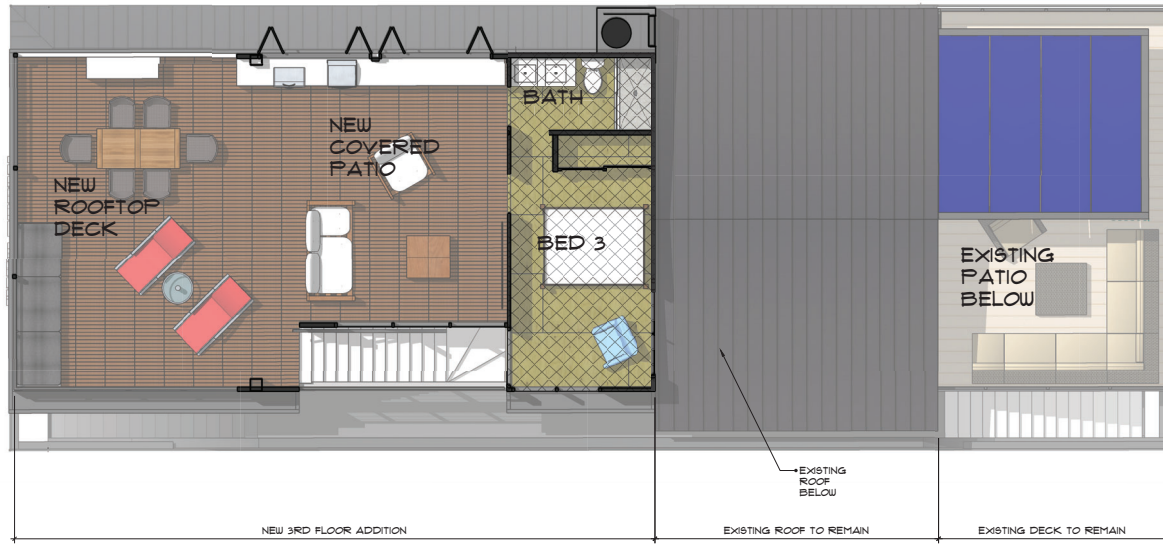 BATH
NEW
COVERED
PATIO
NEW
ROOFTOP
DECK
BED 3
EXISTING
PATIO
BELOW
EXISTING
ROOF
BELOW
NEW 3RD FLOOR ADDITION
EXISTING ROOF TO REMAIN
EXISTING DECK TO REMAIN